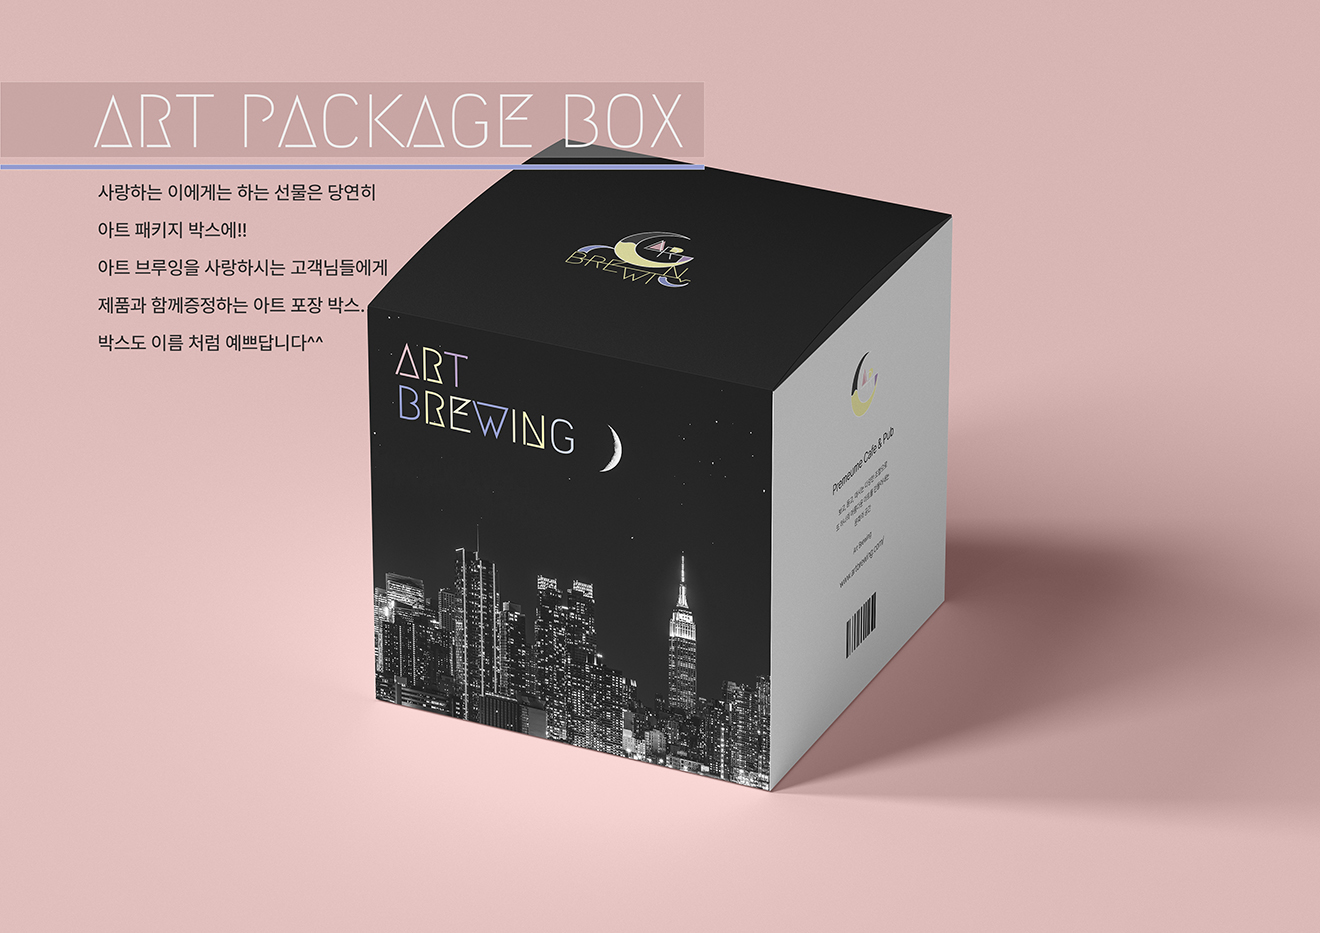 ART PACKAGE BOX
사랑하는 이에게는 하는 선물은 당연히
아트 패키지 박스에!!
아트 브루잉을 사랑하시는 고객님들에게
제품과 함께증정하는 아트 포장 박스.
박스도 이름 처럼 예쁘답니다^^
ART
BREWING
ART
BREWING
Premeume Cafe & Pub
Art Brewing
www.artbrewing.com/